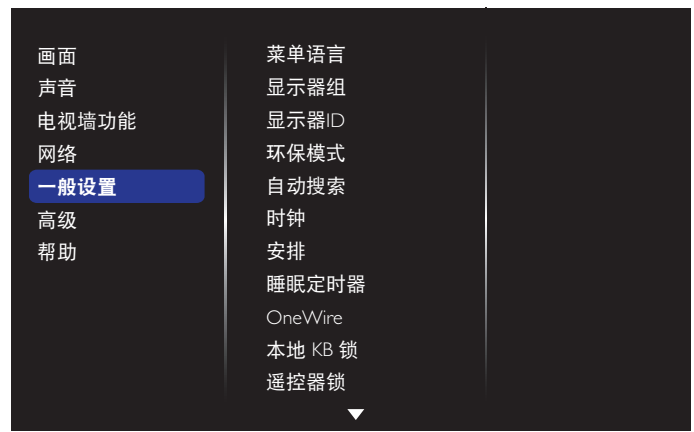 画面
声音
电视墙功能
网络
一般设置
高级
帮助
菜单语言
显示器组
显示器ID
环保模式
自动搜索
时钟
安排
睡眠定时器
OneWire
本地 KB 锁
遥控器锁